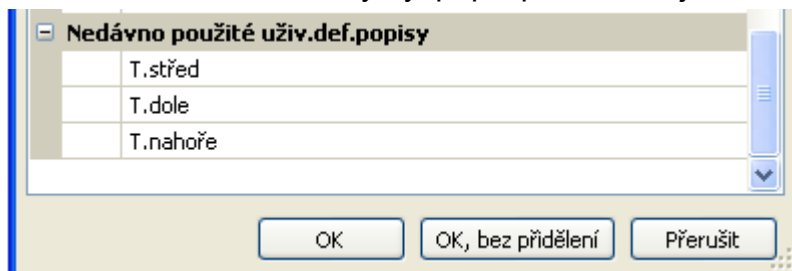 Nedávno použité uživ.def.popisy
T.střed
T.dole
T.nahoře
OK
OK, bez přidělení
Přerušit